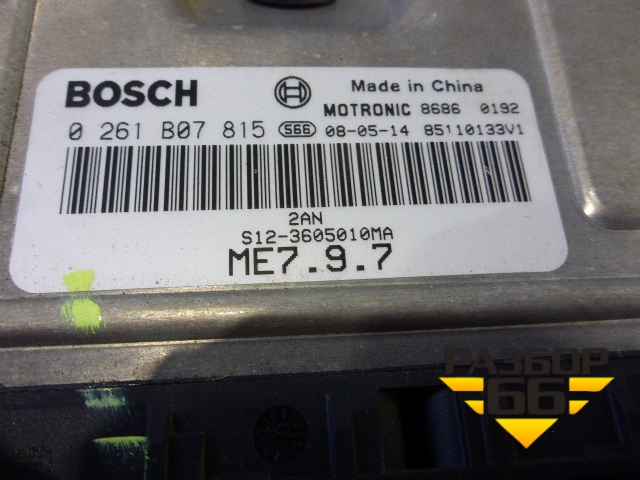 BOSCH
Made in China
MOTRONIC 8686 0192
0 261 B07 815 S66 08-05-14 85110133V1
2AN
S12-3605010MA
ME7.9.7
РАЗБОР
66